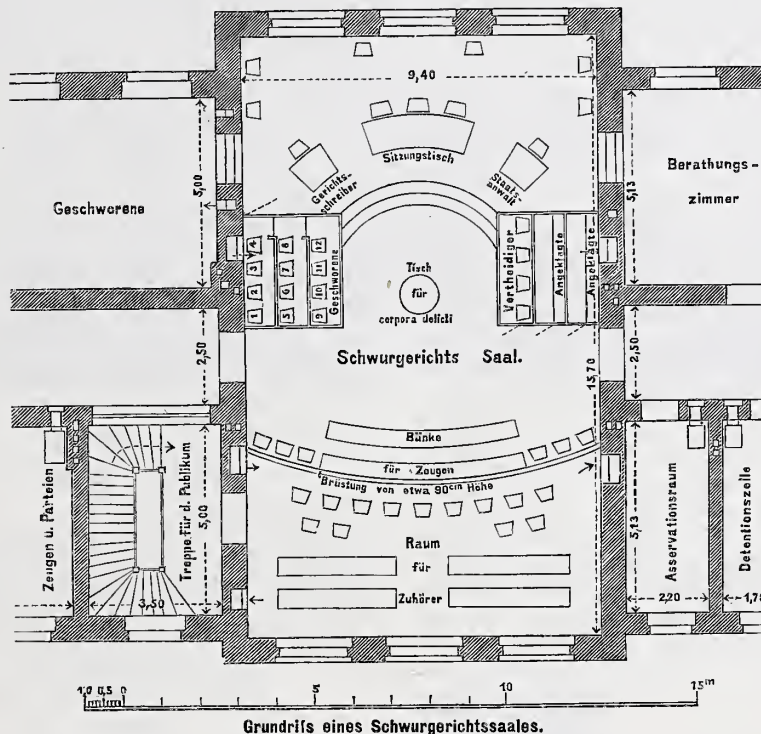 9,40
Sitzungstisch
Gerichts-
schreiber
Staats-
anwalt
5,00
Geschworene
5,13
Berathungs-
zimmer
4 8 12
3 7 11
2 6 10
1 5 9
Geschworene
Tisch
für
corpora delicti
Vertheidiger
Angeklagte
Angeklagte
2,50
Schwurgerichts Saal.
15,70
2,50
Bänke
für Zeugen
Brüstung von etwa 90cm Höhe
Raum
für
Zuhörer
Zeugen u. Parteien
Treppe für d. Publikum
5,00
3,50
5,13
Asservationsraum
2,20
Detentionszelle
1,78
1,0 0,5 0 5 10 15m
Grundriſs eines Schwurgerichtssaales.